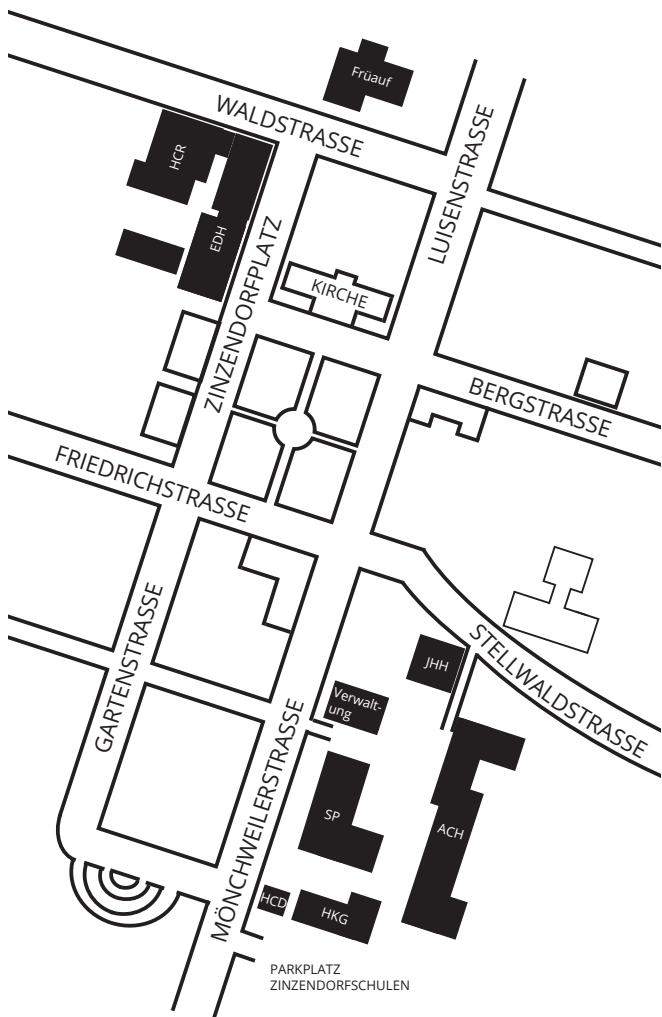 Früauf
WALDSTRASSE
LUISENSTRASSE
HCR
EDH
ZINZENDORFPLATZ
KIRCHE
BERGSTRASSE
FRIEDRICHSTRASSE
GARTENSTRASSE
STELLWALDSTRASSE
JHH
Verwalt-
ung
MÖNCHWEILERSTRASSE
SP
ACH
HCD
HKG
PARKPLATZ
ZINZENDORFSCHULEN